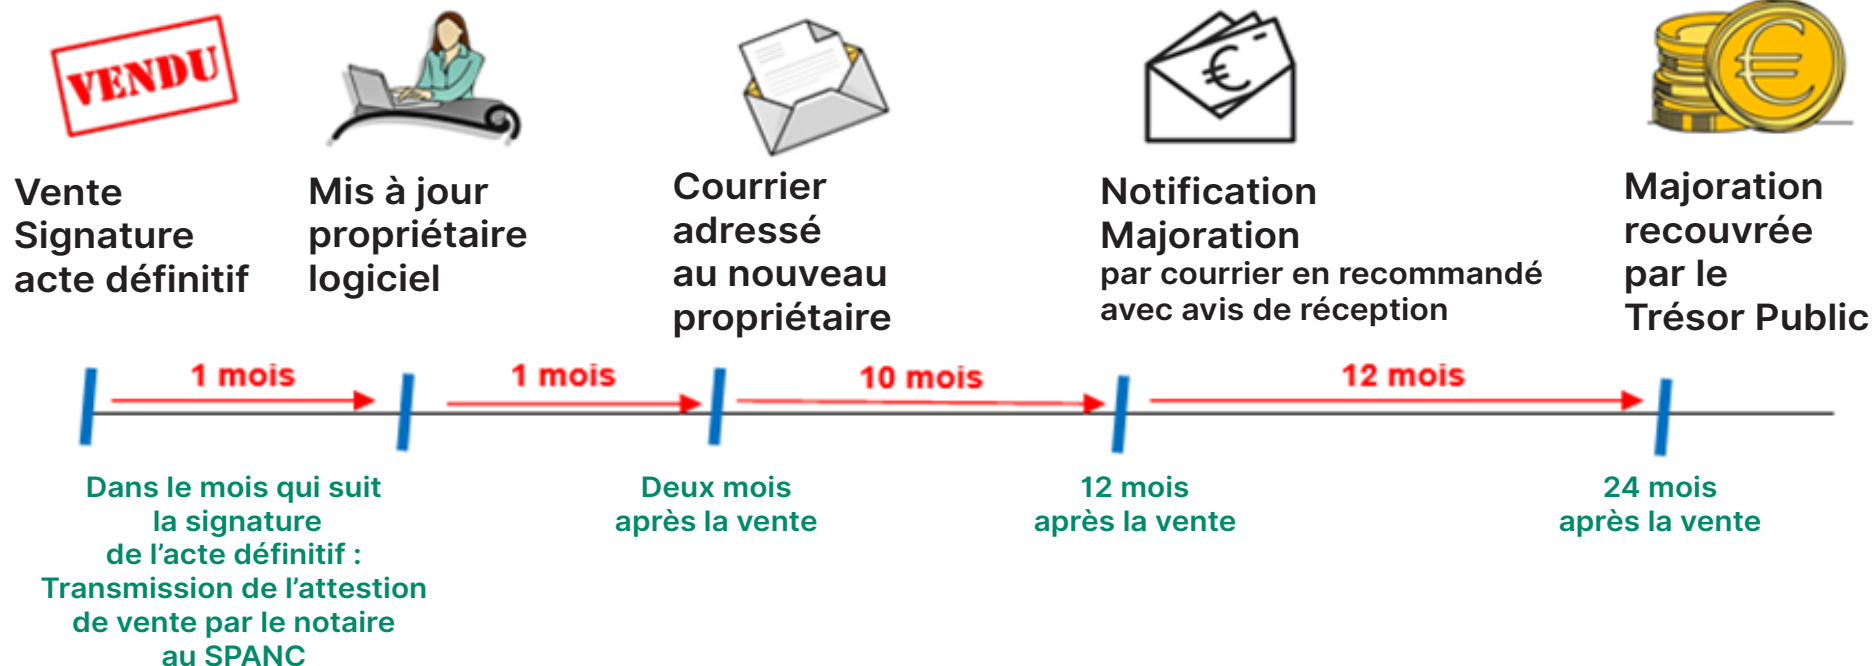 VENDU
Vente
Signature
acte définitif
Mis à jour
propriétaire
logiciel
Courrier
adressé
au nouveau
propriétaire
Notification
Majoration
par courrier en recommandé
avec avis de réception
Majoration
recouvrée
par le
Trésor Public
1 mois
1 mois
10 mois
12 mois
Dans le mois qui suit
la signature
de l'acte définitif :
Transmission de l'attestion
de vente par le notaire
au SPANC
Deux mois
après la vente
12 mois
après la vente
24 mois
après la vente